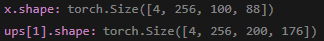 x.shape: torch.Size([4, 256, 100, 88])
ups[1].shape: torch.Size([4, 256, 200, 176])